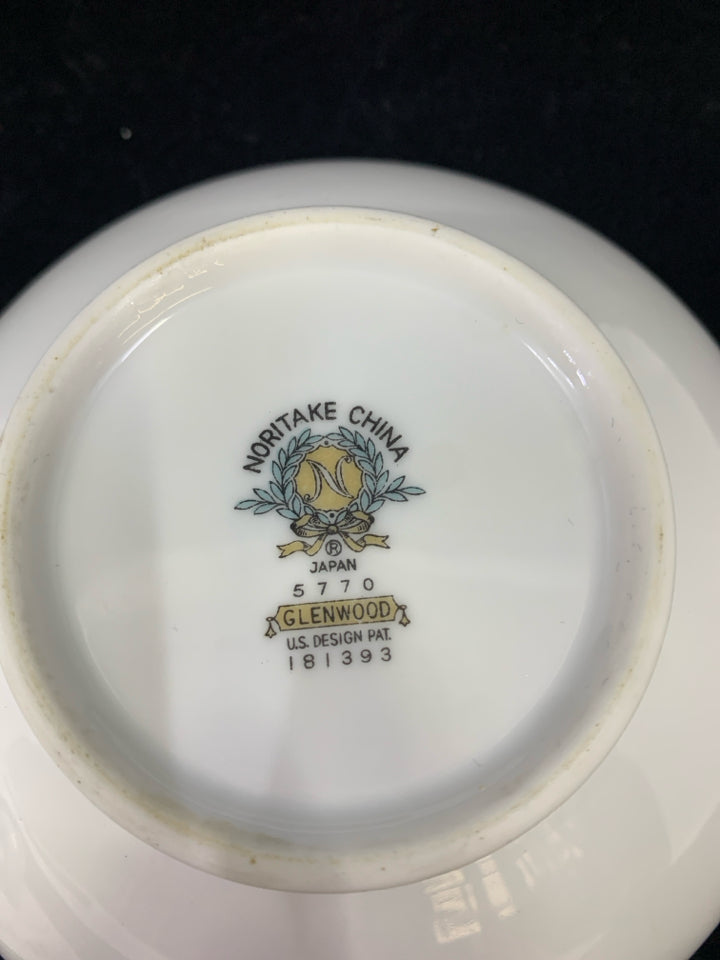 NORITAKE CHINA
N
®
JAPAN
5770
GLENWOOD
U.S. DESIGN PAT.
181393